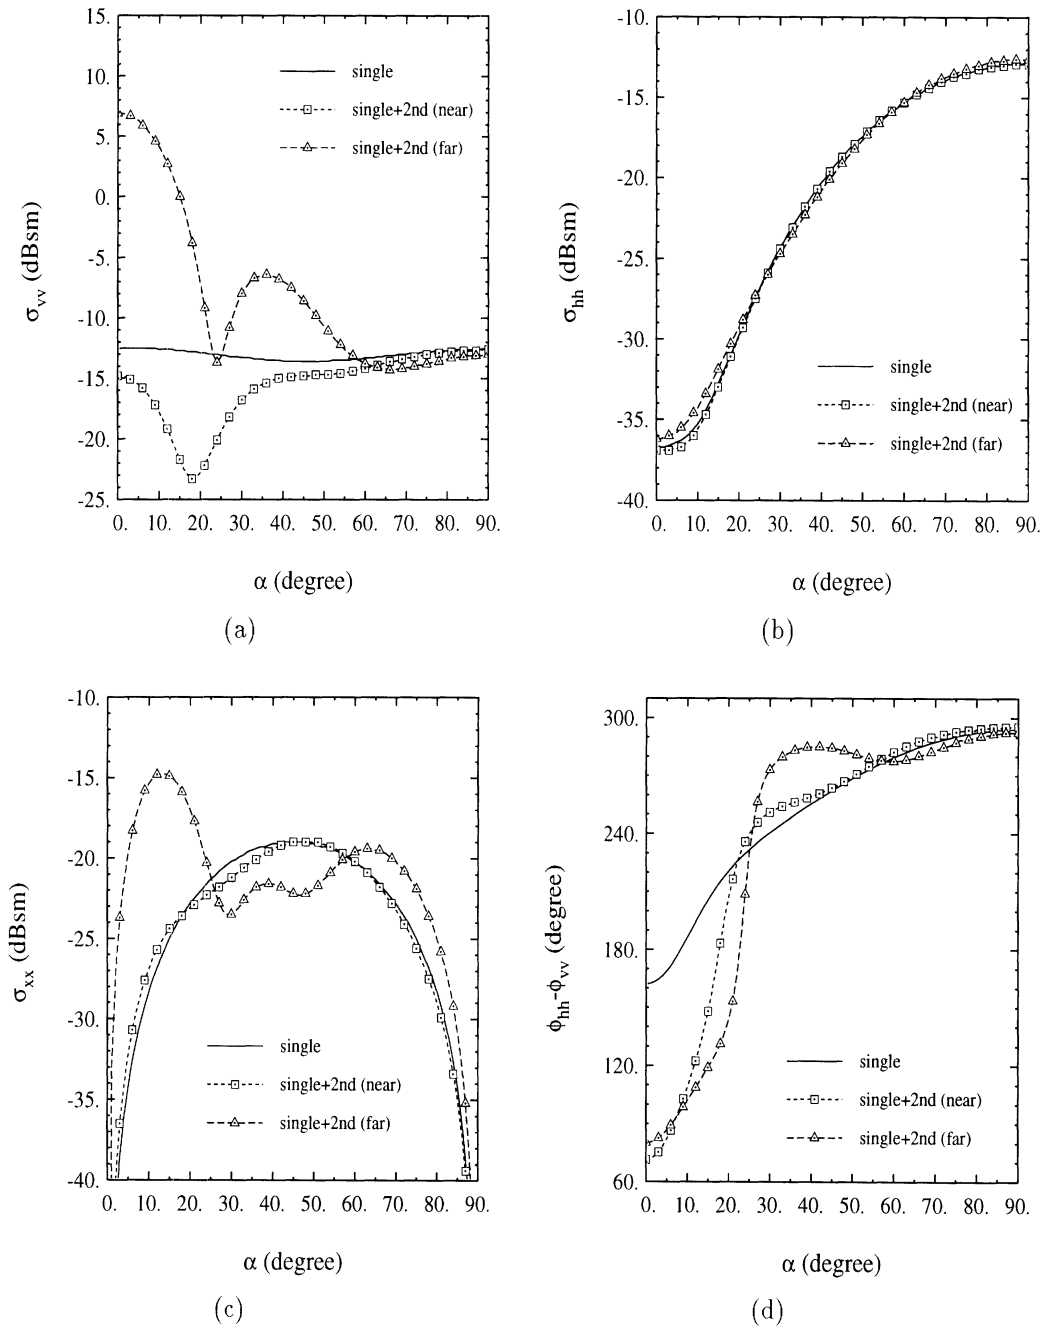 15.
10.
5.
0.
-5.
-10.
-15.
-20.
-25.
σvv (dBsm)
single
single+2nd (near)
single+2nd (far)
0. 10. 20. 30. 40. 50. 60. 70. 80. 90.
α (degree)
(a)
-10.
-15.
-20.
-25.
-30.
-35.
-40.
σhh (dBsm)
single
single+2nd (near)
single+2nd (far)
0. 10. 20. 30. 40. 50. 60. 70. 80. 90.
α (degree)
(b)
-10.
-15.
-20.
-25.
-30.
-35.
-40.
σxx (dBsm)
single
single+2nd (near)
single+2nd (far)
0. 10. 20. 30. 40. 50. 60. 70. 80. 90.
α (degree)
(c)
300.
240.
180.
120.
60.
ϕhh-ϕvv (degree)
single
single+2nd (near)
single+2nd (far)
0. 10. 20. 30. 40. 50. 60. 70. 80. 90.
α (degree)
(d)